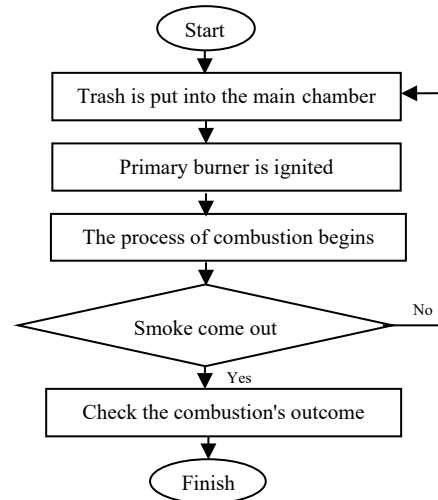 Start
Trash is put into the main chamber
Primary burner is ignited
The process of combustion begins
Smoke come out
No
Yes
Check the combustion's outcome
Finish